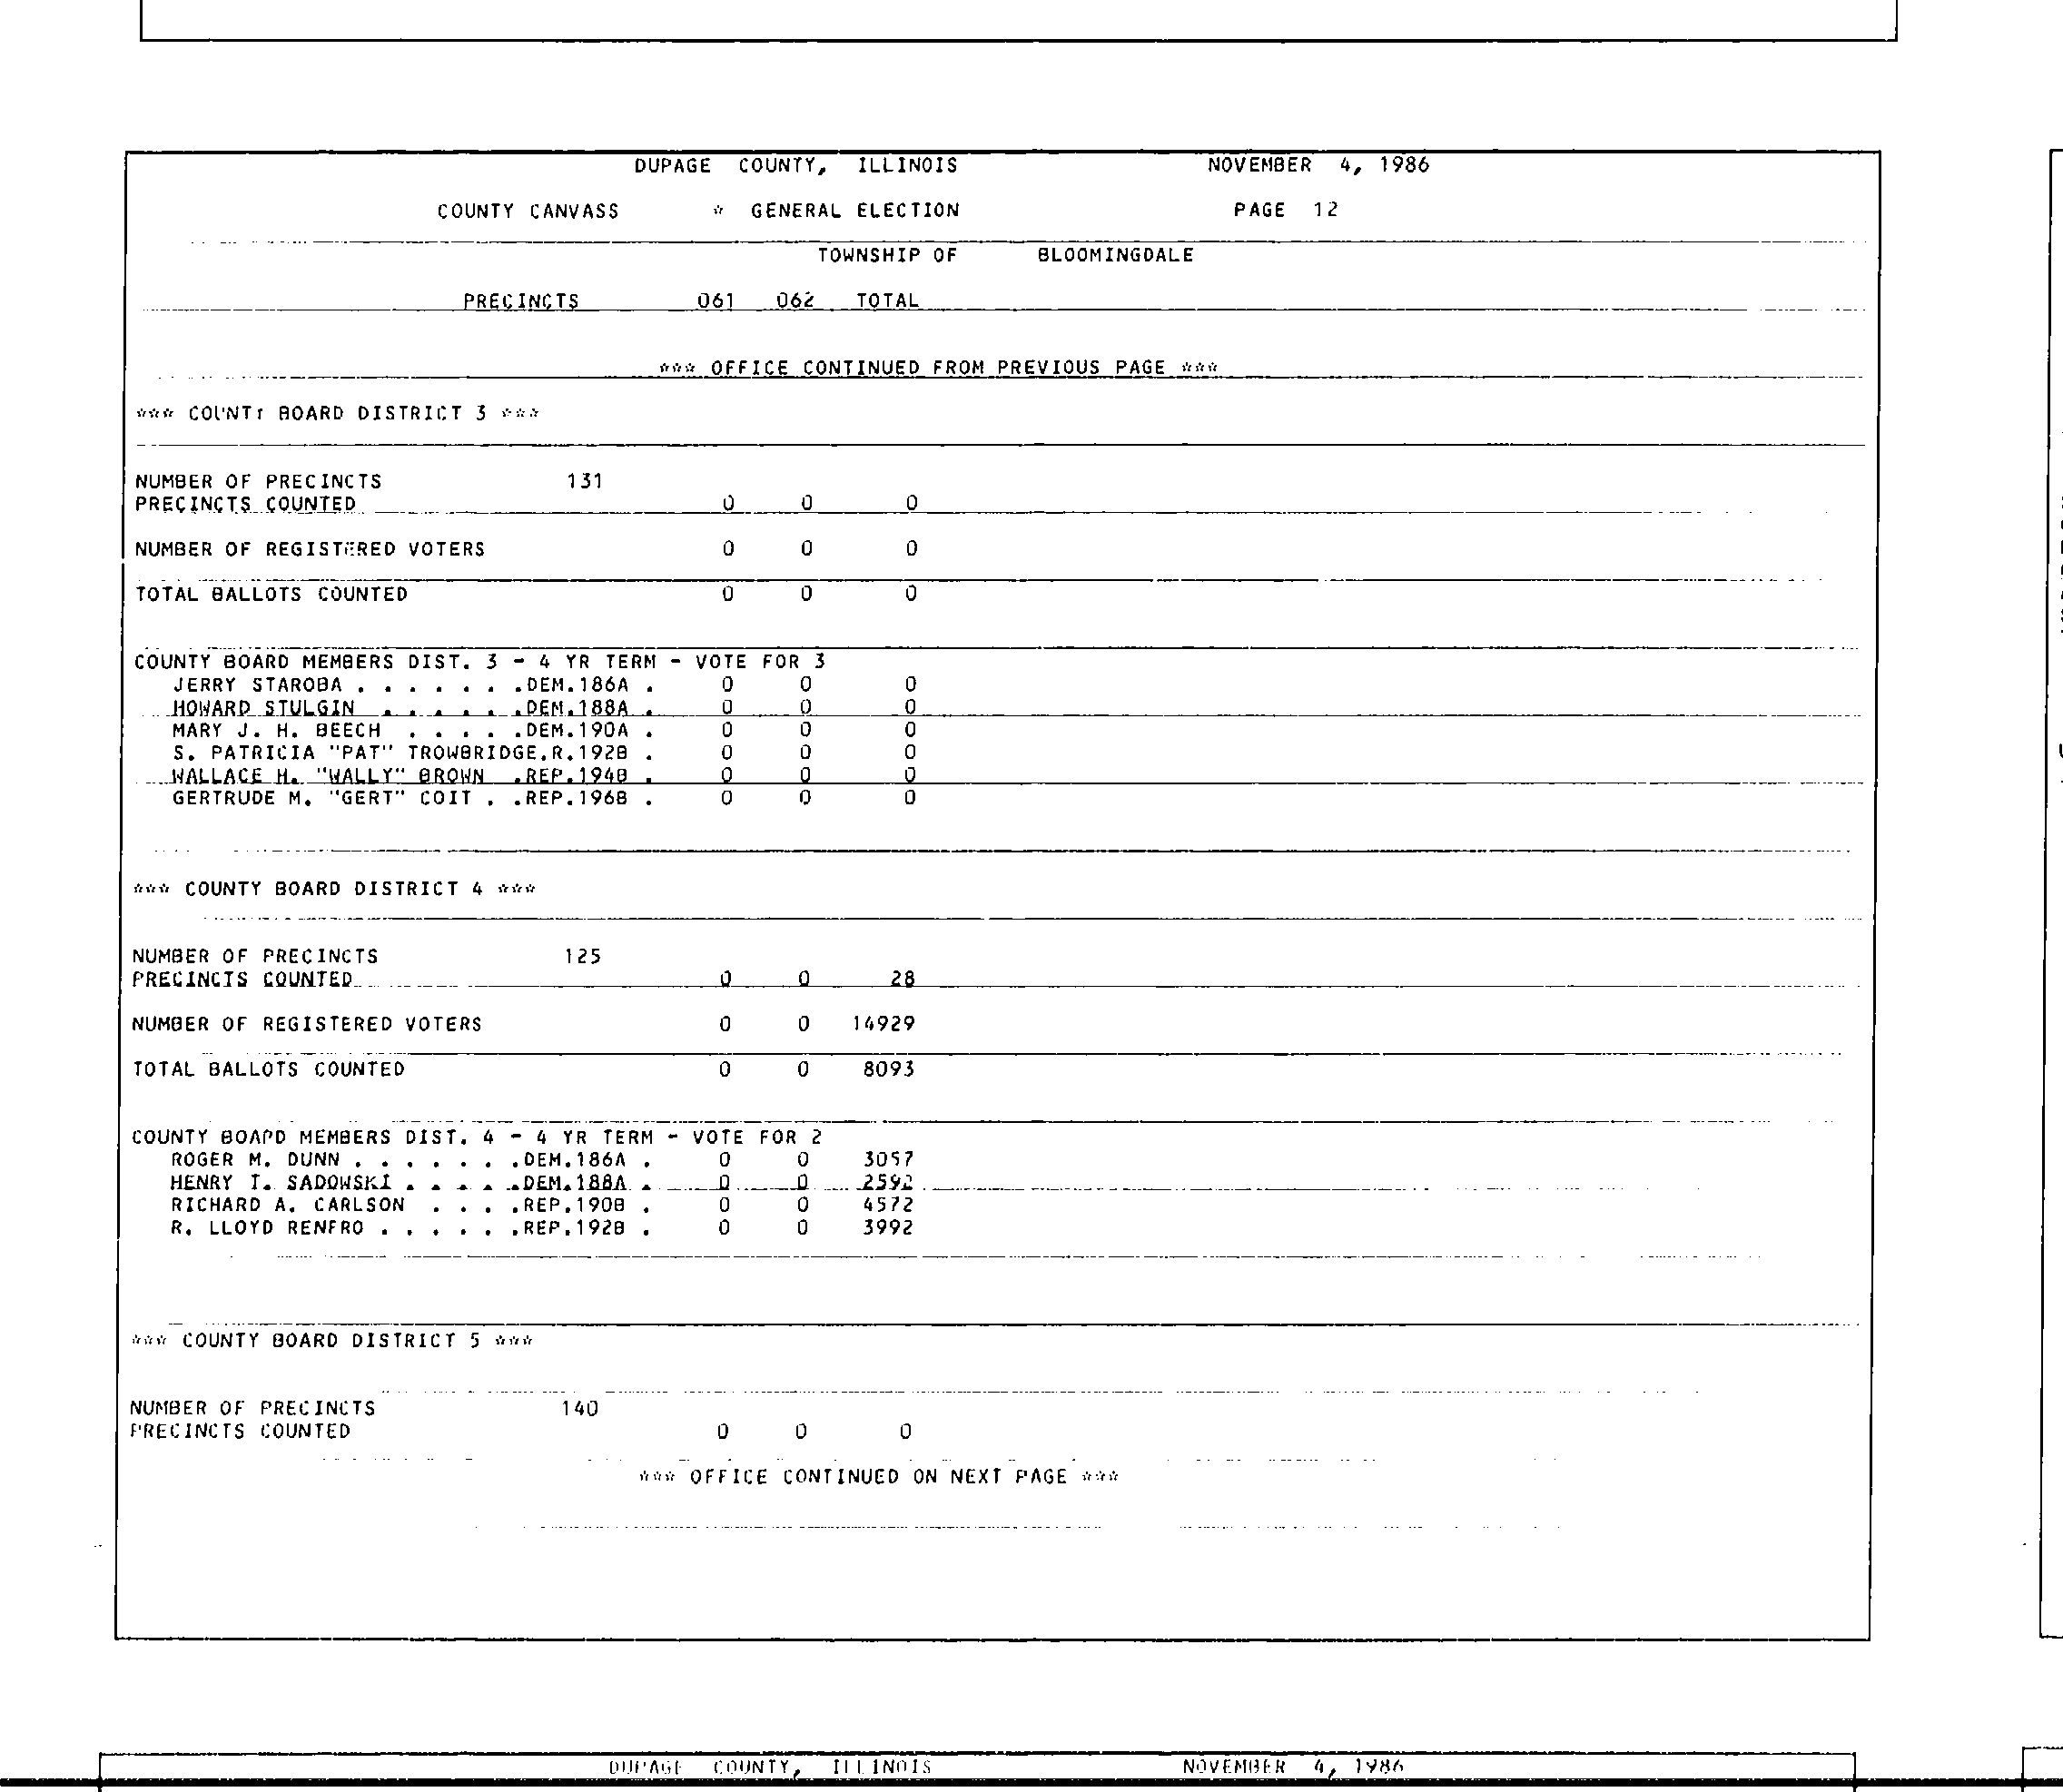 DUPAGE COUNTY, ILLINOIS NOVEMBER 4, 1986
COUNTY CANVASS * GENERAL ELECTION PAGE 12
TOWNSHIP OF BLOOMINGDALE
PRECINCTS 061 062 TOTAL
*** OFFICE CONTINUED FROM PREVIOUS PAGE ***
*** COUNTY BOARD DISTRICT 3 ***
NUMBER OF PRECINCTS 131
PRECINCTS COUNTED 0 0 0
NUMBER OF REGISTERED VOTERS 0 0 0
TOTAL BALLOTS COUNTED 0 0 0
COUNTY BOARD MEMBERS DIST. 3 - 4 YR TERM - VOTE FOR 3
JERRY STAROBA . . . . . . .DEM.186A . 0 0 0
HOWARD STULGIN . . . . . .DEM.188A . 0 0 0
MARY J. H. BEECH . . . . .DEM.190A . 0 0 0
S. PATRICIA "PAT" TROWBRIDGE.R.192B . 0 0 0
WALLACE H. "WALLY" BROWN .REP.194B . 0 0 0
GERTRUDE M. "GERT" COIT . .REP.196B . 0 0 0
*** COUNTY BOARD DISTRICT 4 ***
NUMBER OF PRECINCTS 125
PRECINCTS COUNTED 0 0 28
NUMBER OF REGISTERED VOTERS 0 0 14929
TOTAL BALLOTS COUNTED 0 0 8093
COUNTY BOARD MEMBERS DIST. 4 - 4 YR TERM - VOTE FOR 2
ROGER M. DUNN . . . . . . .DEM.186A . 0 0 3057
HENRY T. SADOWSKI . . . . .DEM.188A . 0 0 2592
RICHARD A. CARLSON . . . .REP.190B . 0 0 4572
R. LLOYD RENFRO . . . . . .REP.192B . 0 0 3992
*** COUNTY BOARD DISTRICT 5 ***
NUMBER OF PRECINCTS 140
PRECINCTS COUNTED 0 0 0
*** OFFICE CONTINUED ON NEXT PAGE ***
DUPAGE COUNTY, ILLINOIS NOVEMBER 4, 1986